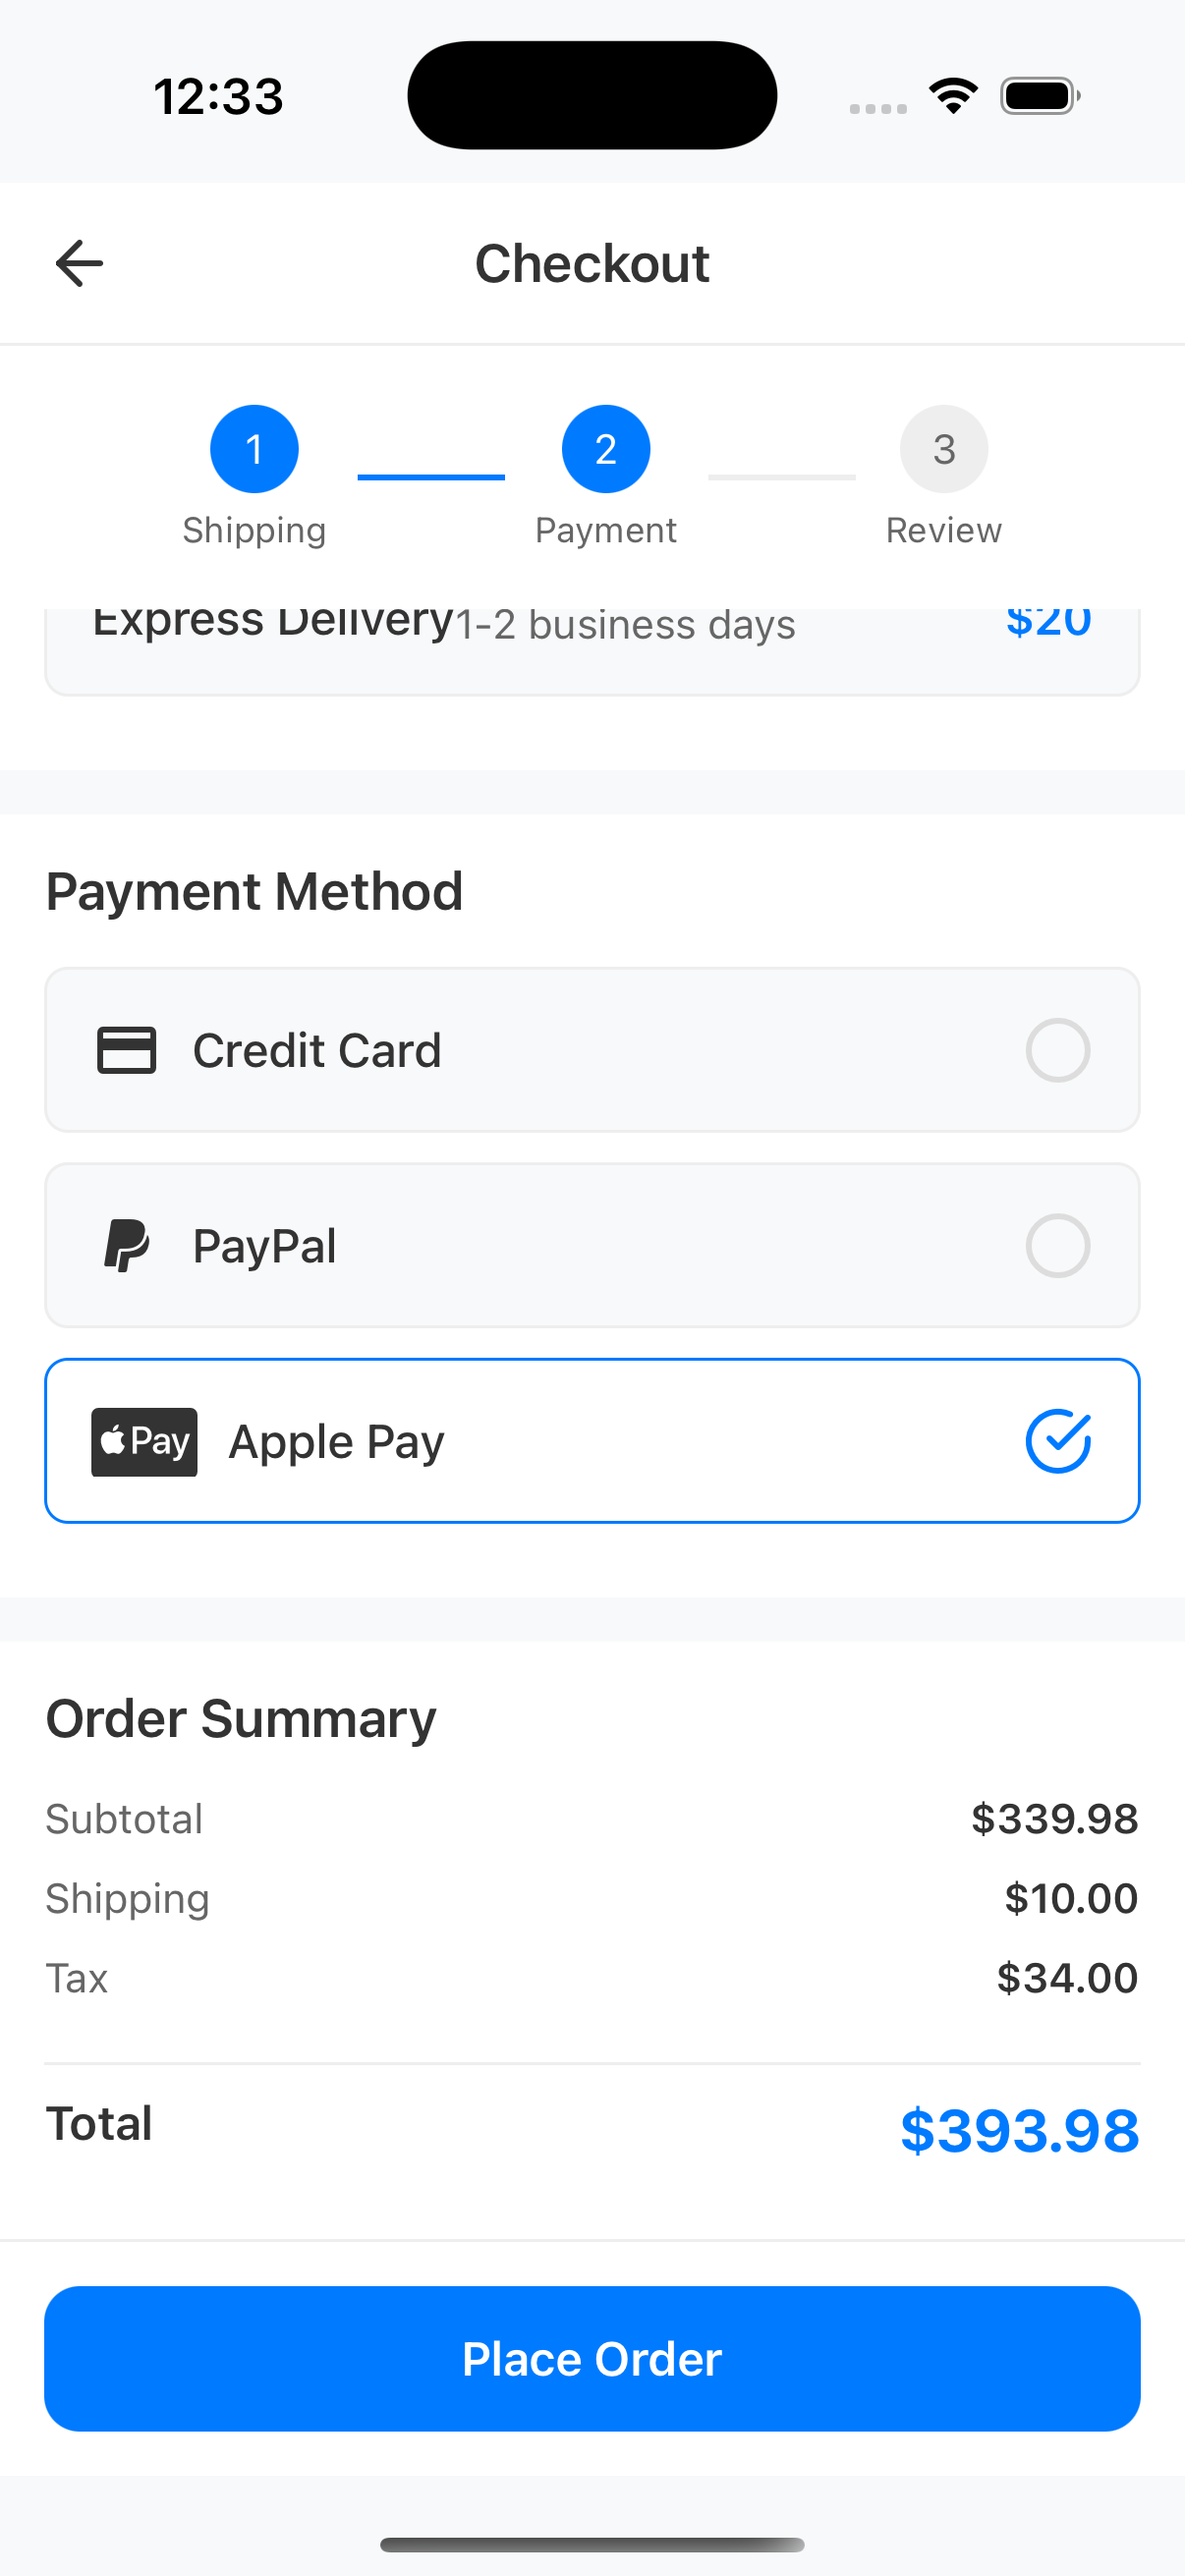 12:33
Checkout
1
2
3
Shipping
Payment
Review
Express Delivery 1-2 business days $20
Payment Method
Credit Card
PayPal
Pay Apple Pay
Order Summary
Subtotal $339.98
Shipping $10.00
Tax $34.00
Total $393.98
Place Order